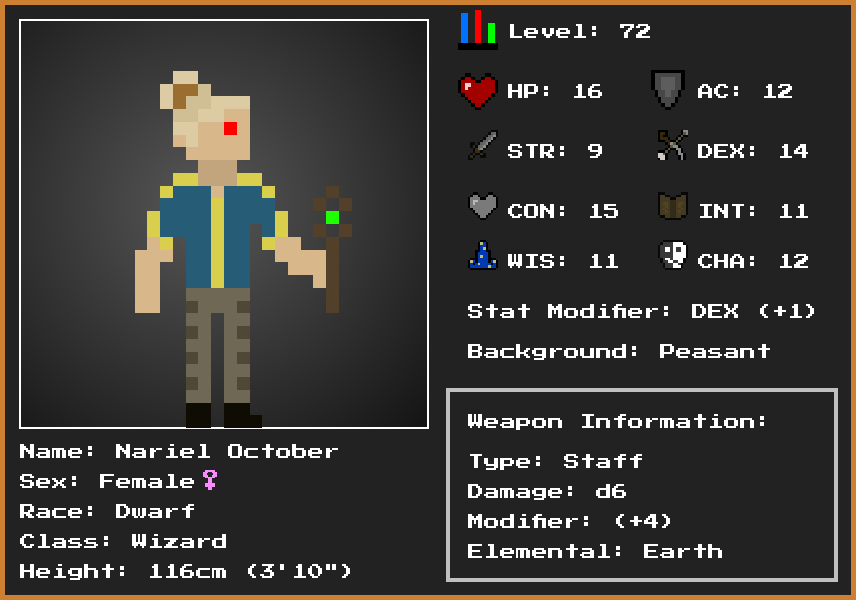 Level: 72
HP: 16
AC: 12
STR: 9
DEX: 14
CON: 15
INT: 11
WIS: 11
CHA: 12
Stat Modifier: DEX (+1)
Background: Peasant
Weapon Information:
Type: Staff
Damage: d6
Modifier: (+4)
Elemental: Earth
Name: Nariel October
Sex: Female♀
Race: Dwarf
Class: Wizard
Height: 116cm (3'10")